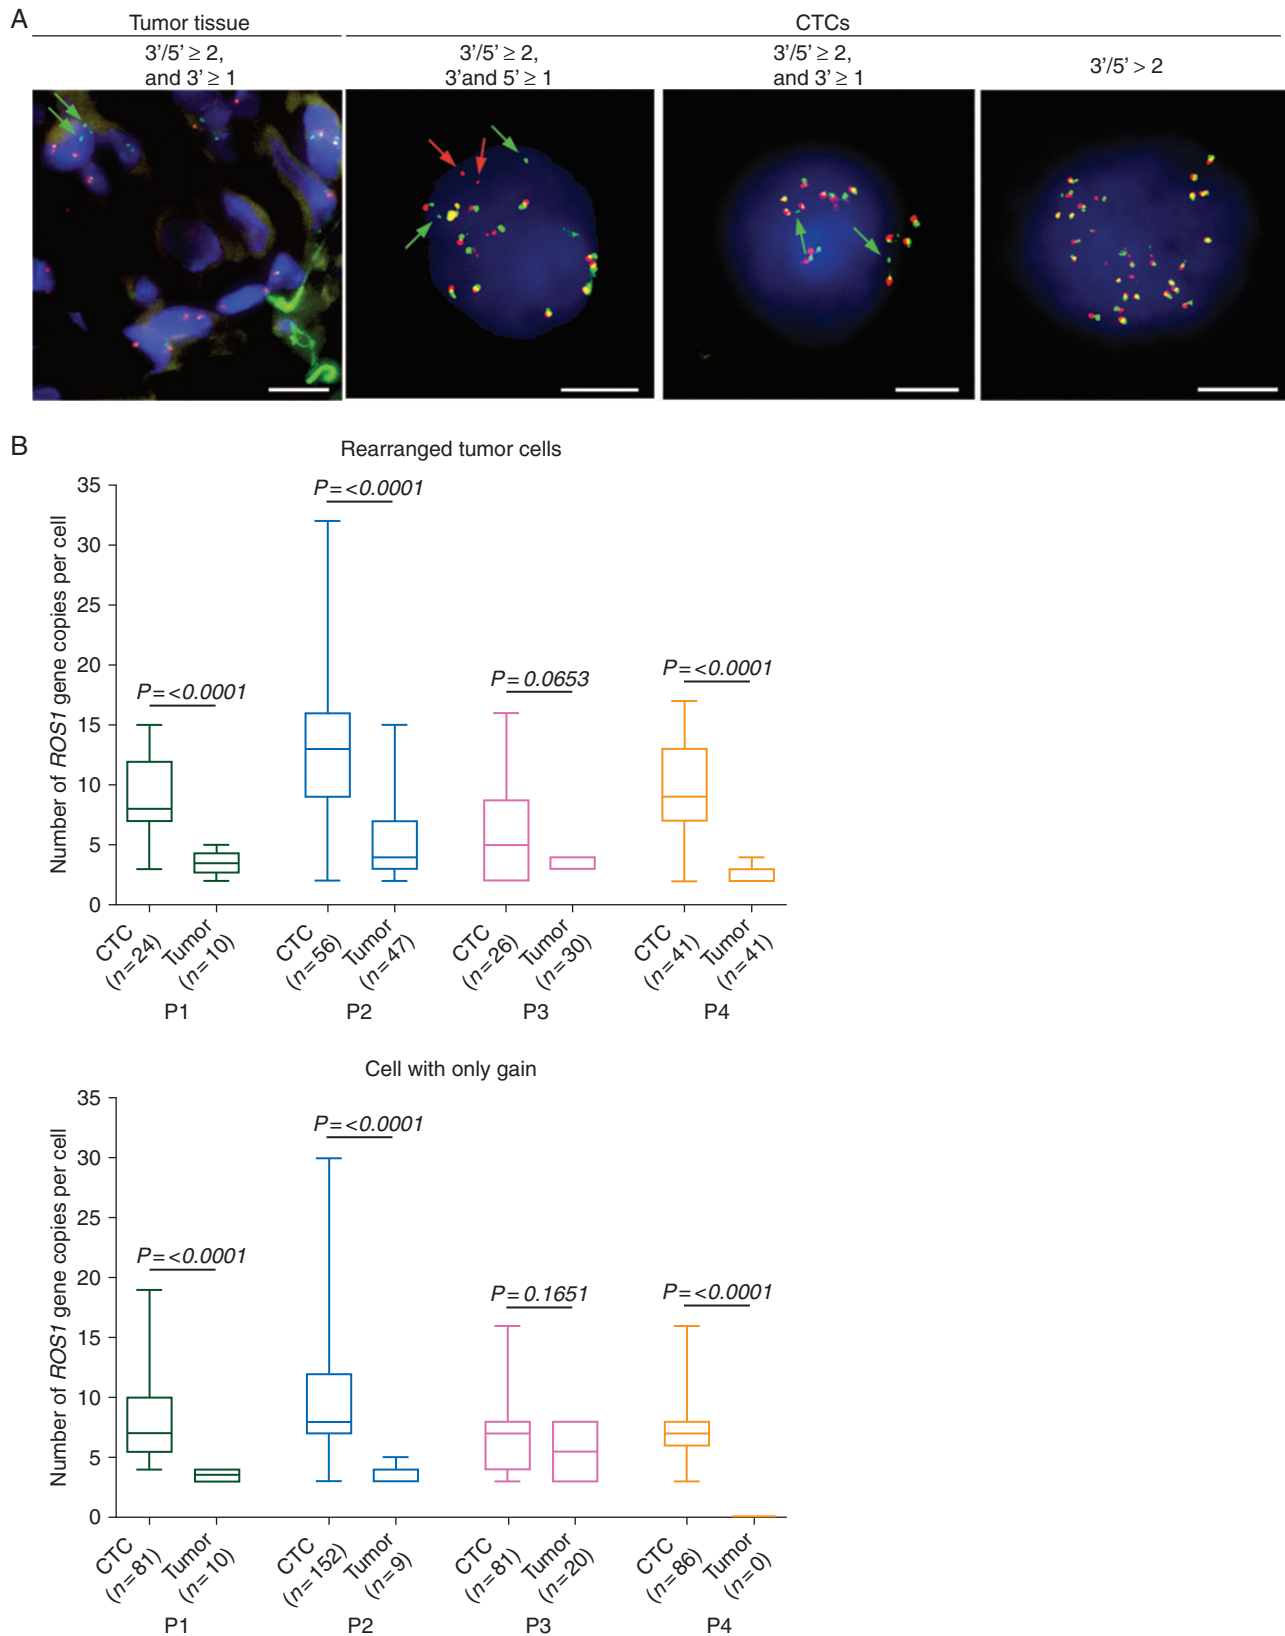 A
Tumor tissue
CTCs
3'/5' ≥ 2,
and 3' ≥ 1
3'/5' ≥ 2,
3'and 5' ≥ 1
3'/5' ≥ 2,
and 3' ≥ 1
3'/5' > 2
B
Rearranged tumor cells
Number of ROS1 gene copies per cell
35
30
25
20
15
10
5
0
P=<0.0001
P=<0.0001
P=0.0653
P=<0.0001
CTC
(n=24)
Tumor
(n=10)
CTC
(n=56)
Tumor
(n=47)
CTC
(n=26)
Tumor
(n=30)
CTC
(n=41)
Tumor
(n=41)
P1
P2
P3
P4
Cell with only gain
Number of ROS1 gene copies per cell
35
30
25
20
15
10
5
0
P=<0.0001
P=<0.0001
P=0.1651
P=<0.0001
CTC
(n=81)
Tumor
(n=10)
CTC
(n=152)
Tumor
(n=9)
CTC
(n=81)
Tumor
(n=20)
CTC
(n=86)
Tumor
(n=0)
P1
P2
P3
P4